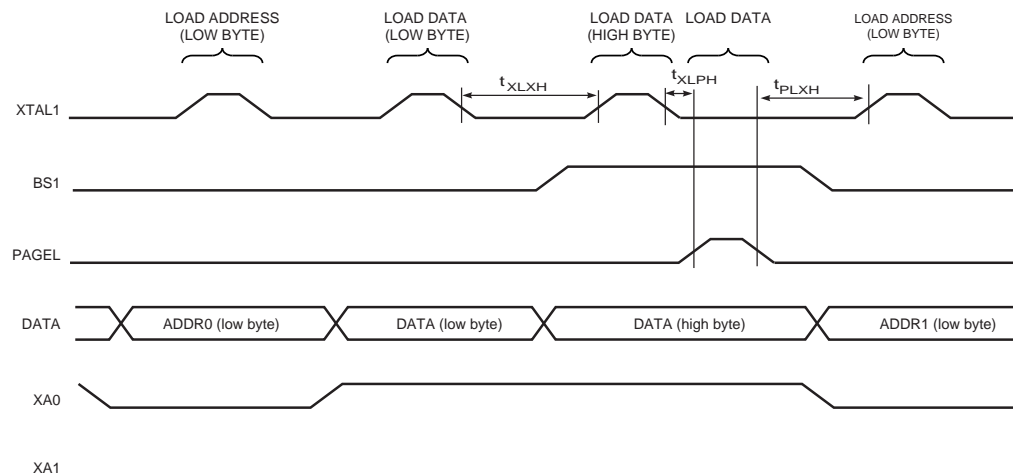 LOAD ADDRESS
(LOW BYTE)
LOAD DATA
(LOW BYTE)
LOAD DATA
(HIGH BYTE)
LOAD DATA
LOAD ADDRESS
(LOW BYTE)
tXLXH
tXLPH
tPLXH
XTAL1
BS1
PAGEL
DATA
ADDR0 (low byte)
DATA (low byte)
DATA (high byte)
ADDR1 (low byte)
XA0
XA1